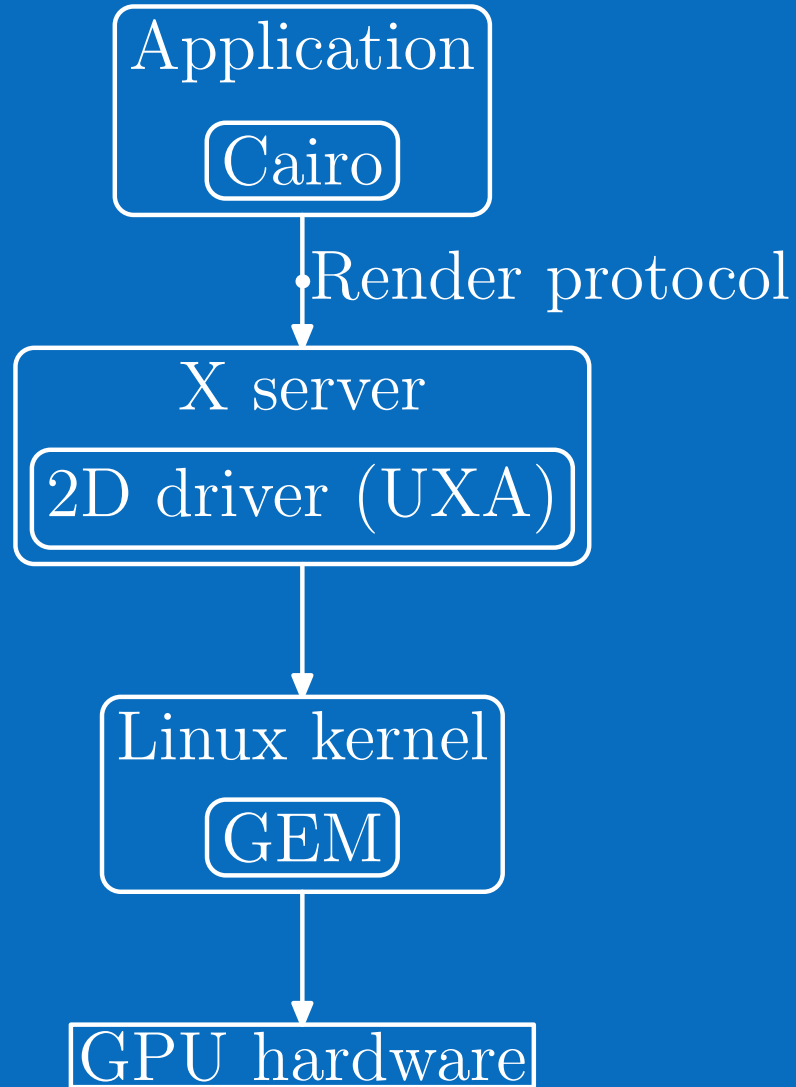 Application
Cairo
Render protocol
X server
2D driver (UXA)
Linux kernel
GEM
GPU hardware